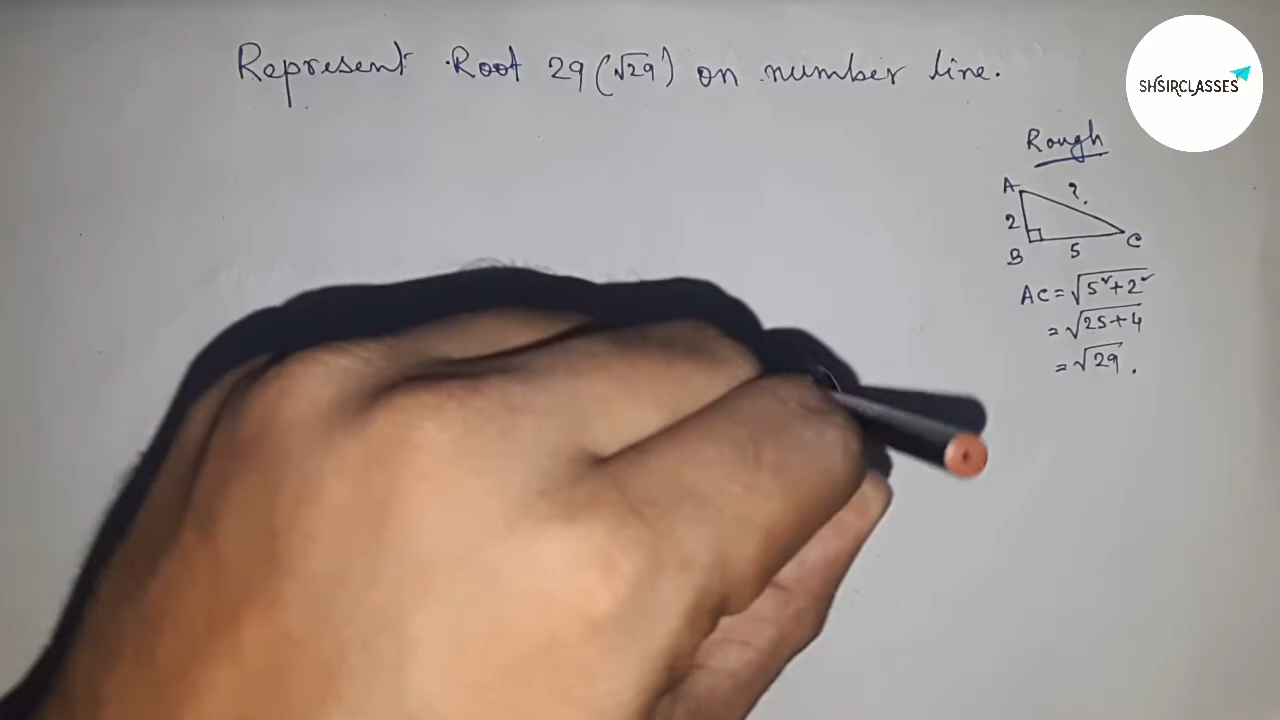 Represent Root 29 (√29) on number line.
SHSIRCLASSES
Rough
A ?
2
B 5 C
AC = √5²+2²
= √25+4
= √29.